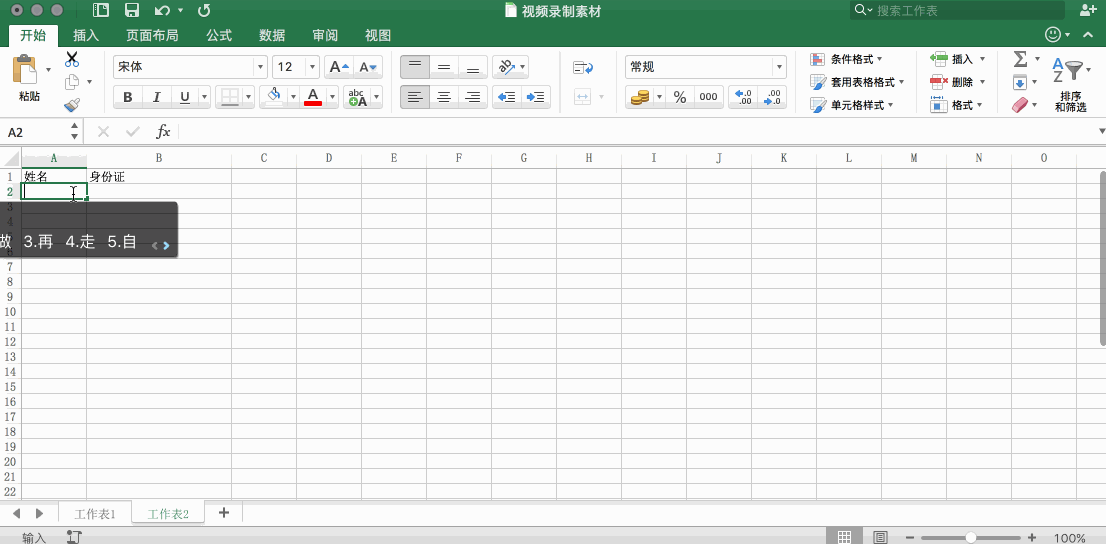 视频录制素材
搜索工作表
开始 插入 页面布局 公式 数据 审阅 视图
粘贴
宋体 12 A A
B I U A abc A
ab
常规
% 000 .0 .00 .00 .0
条件格式
套用表格格式
单元格样式
插入
删除
格式
Σ
A Z
排序
和筛选
A2 fx
A B C D E F G H I J K L M N O
1 姓名 身份证
2
3
4
做 3.再 4.走 5.自
7
8
9
10
11
12
13
14
15
16
17
18
19
20
21
22
工作表1 工作表2 +
输入 100%